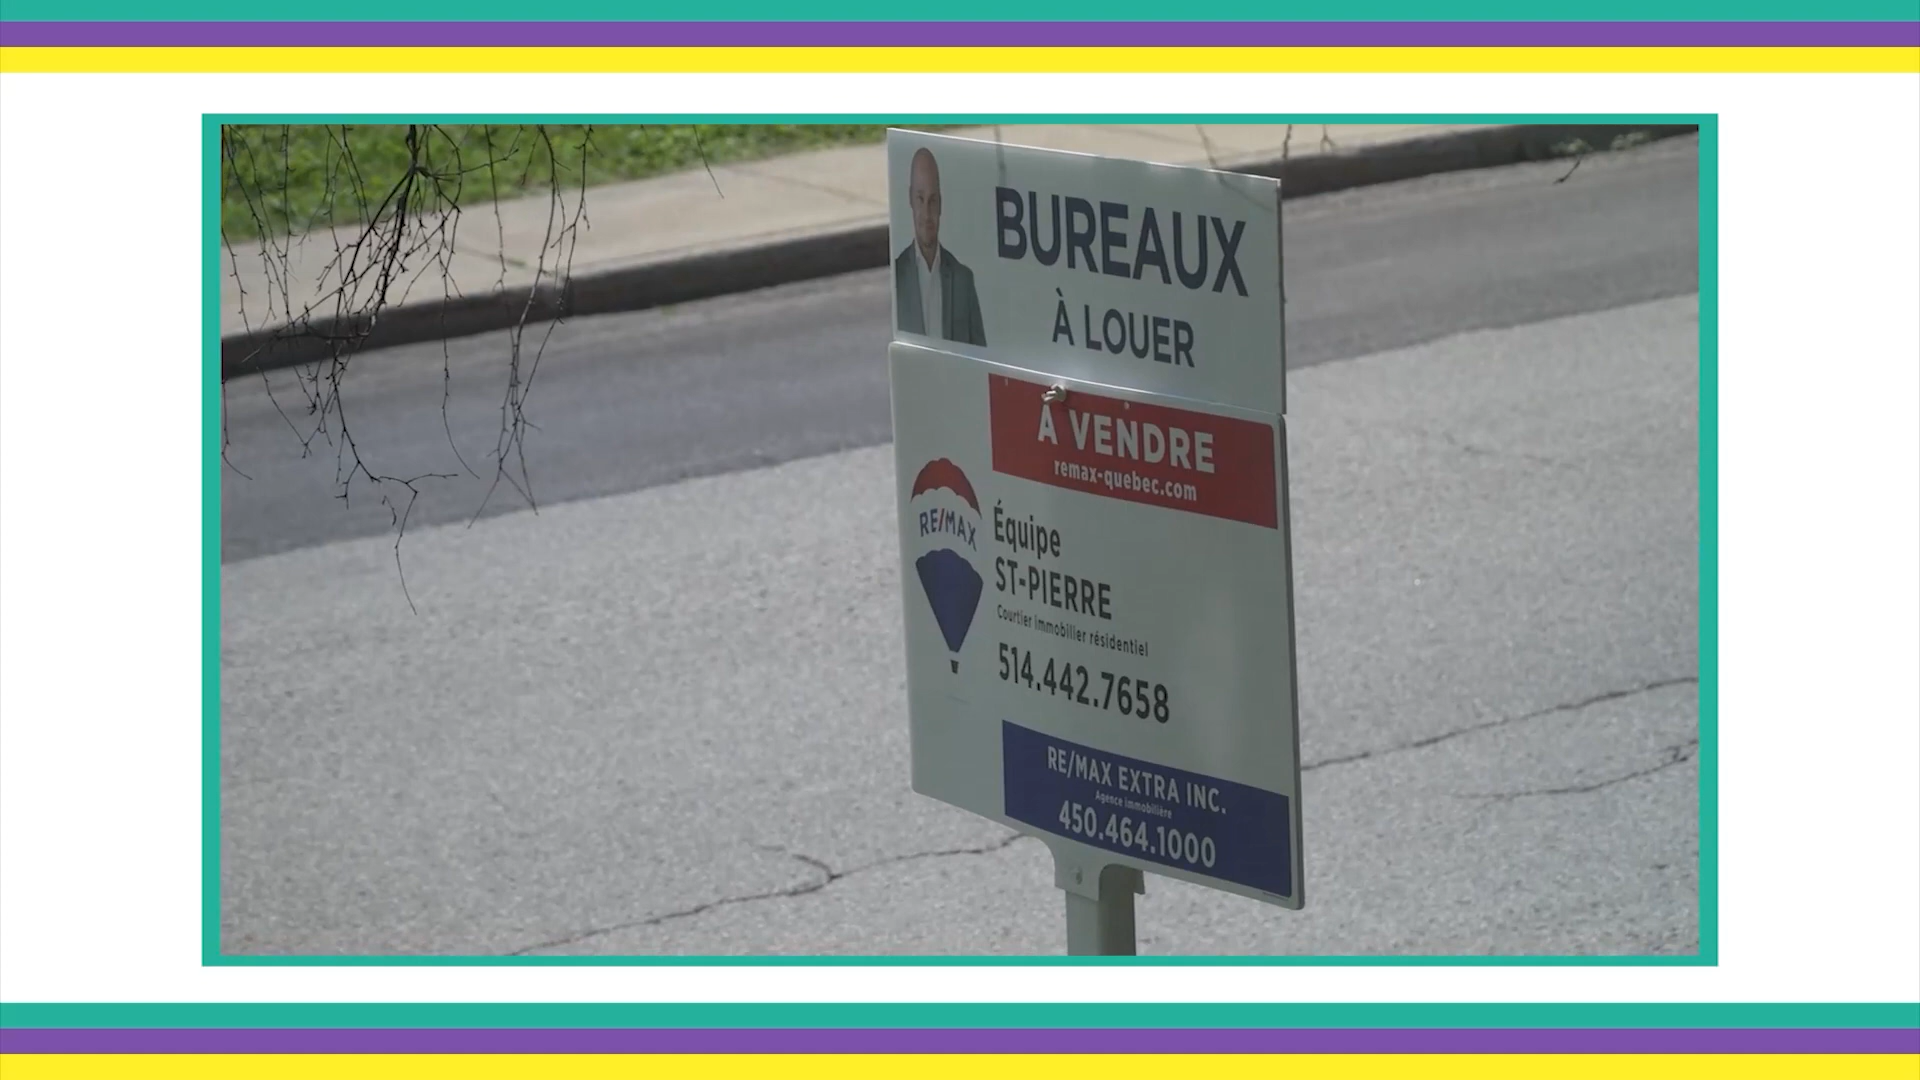 BUREAUX
À LOUER
À VENDRE
remax-quebec.com
RE/MAX
Équipe
ST-PIERRE
Courtier immobilier résidentiel
514.442.7658
RE/MAX EXTRA INC.
Agence immobilière
450.464.1000